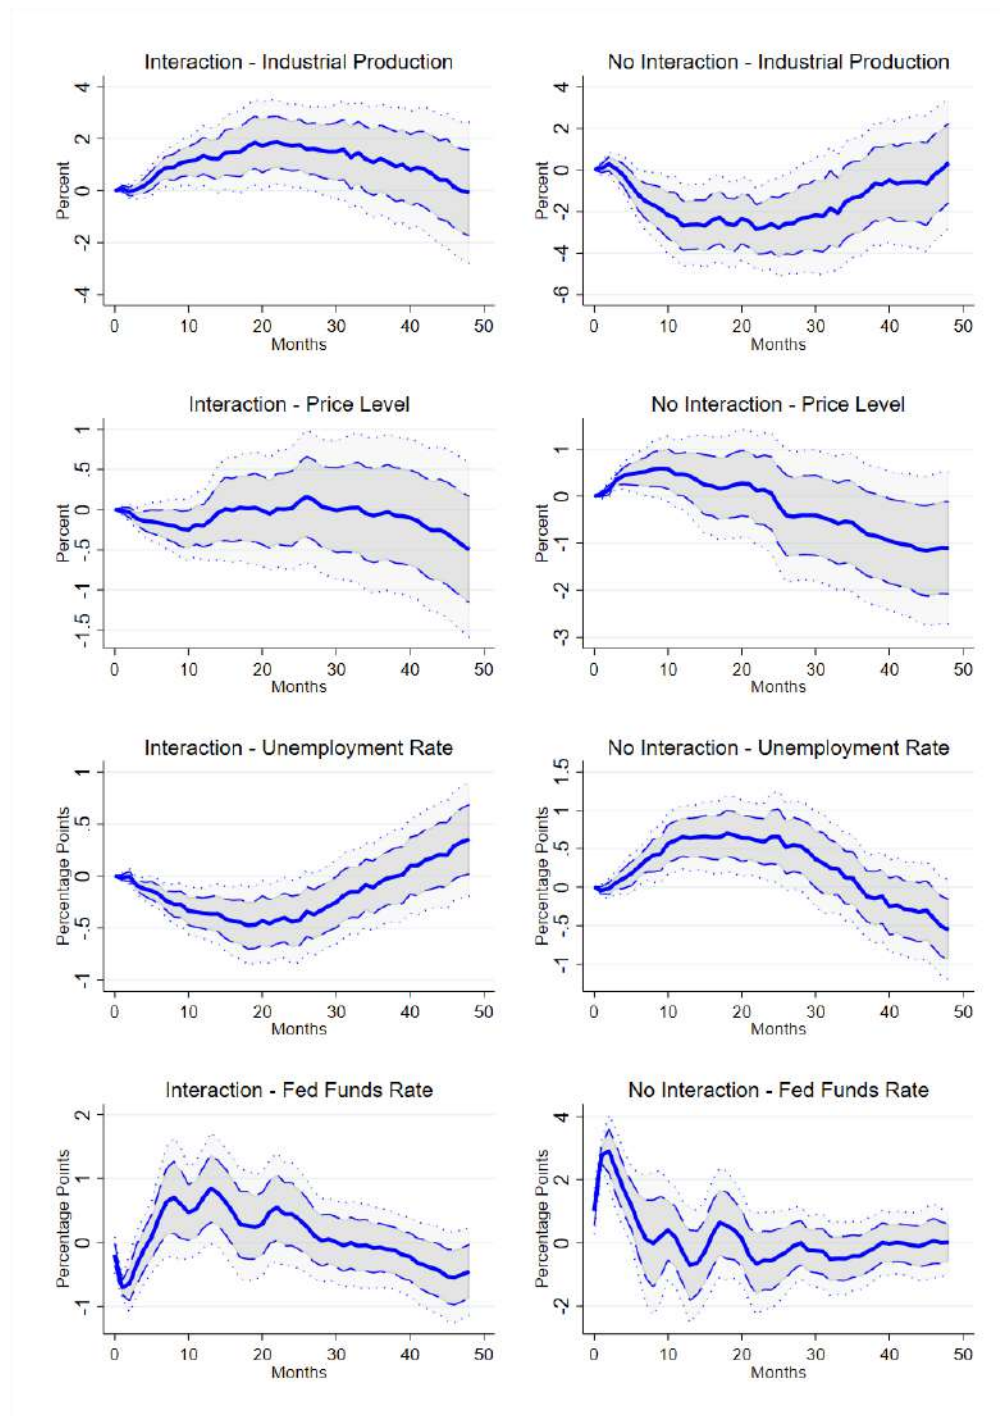 Interaction - Industrial Production
Percent
4
2
0
-2
-4
0 10 20 30 40 50
Months
No Interaction - Industrial Production
Percent
4
2
0
-2
-4
-6
0 10 20 30 40 50
Months
Interaction - Price Level
Percent
1
.5
0
-.5
-1
-1.5
0 10 20 30 40 50
Months
No Interaction - Price Level
Percent
1
0
-1
-2
-3
0 10 20 30 40 50
Months
Interaction - Unemployment Rate
Percentage Points
1
.5
0
-.5
-1
0 10 20 30 40 50
Months
No Interaction - Unemployment Rate
Percentage Points
1.5
1
.5
0
-.5
-1
0 10 20 30 40 50
Months
Interaction - Fed Funds Rate
Percentage Points
2
1
0
-1
0 10 20 30 40 50
Months
No Interaction - Fed Funds Rate
Percentage Points
4
2
0
-2
0 10 20 30 40 50
Months